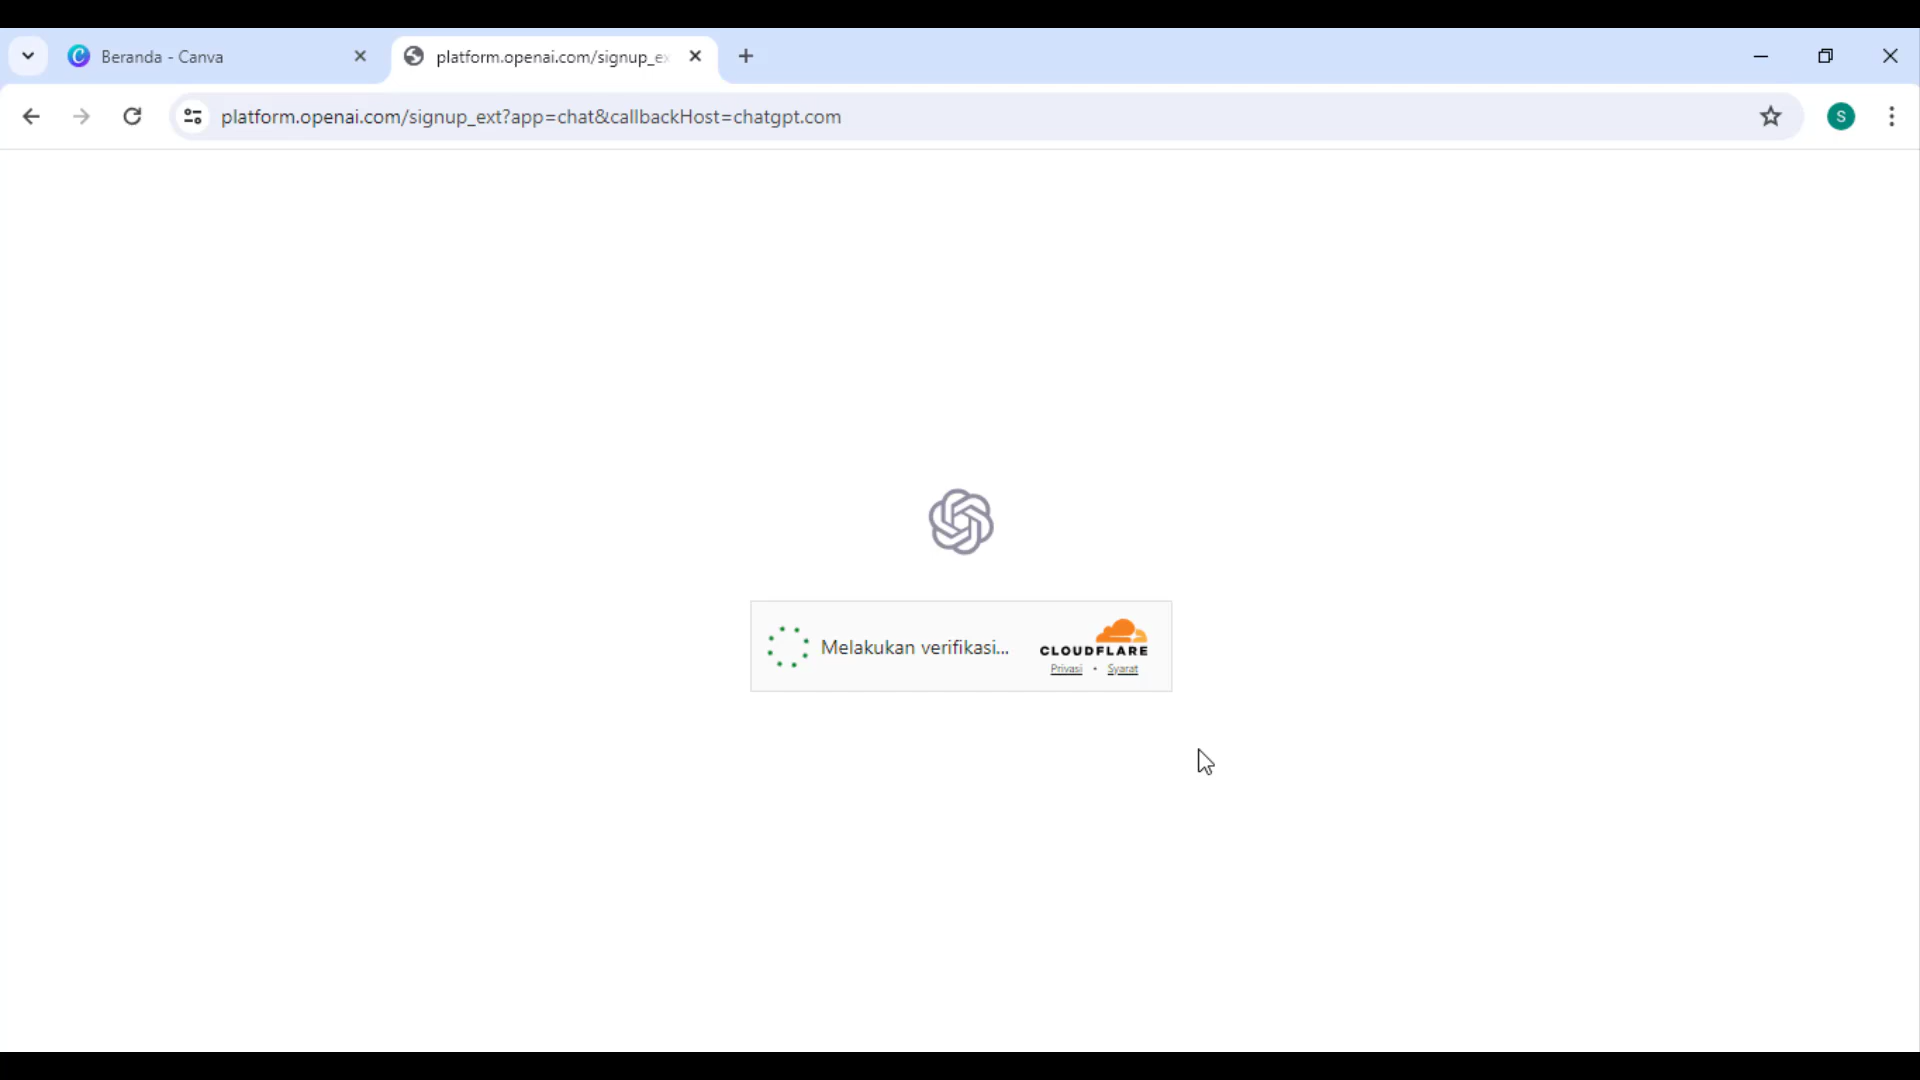 Beranda - Canva
platform.openai.com/signup_ex
platform.openai.com/signup_ext?app=chat&callbackHost=chatgpt.com
S
Melakukan verifikasi...
CLOUDFLARE
Privasi • Syarat